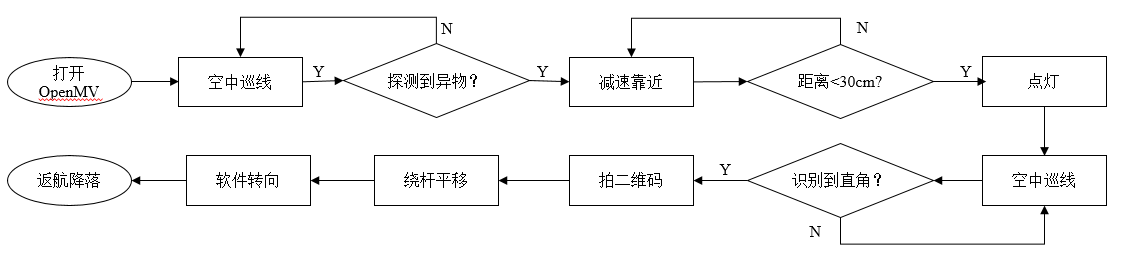 N
N
打开
OpenMV
空中巡线
Y
探测到异物？
Y
减速靠近
距离<30cm?
Y
点灯
返航降落
软件转向
绕杆平移
拍二维码
Y
识别到直角？
空中巡线
N